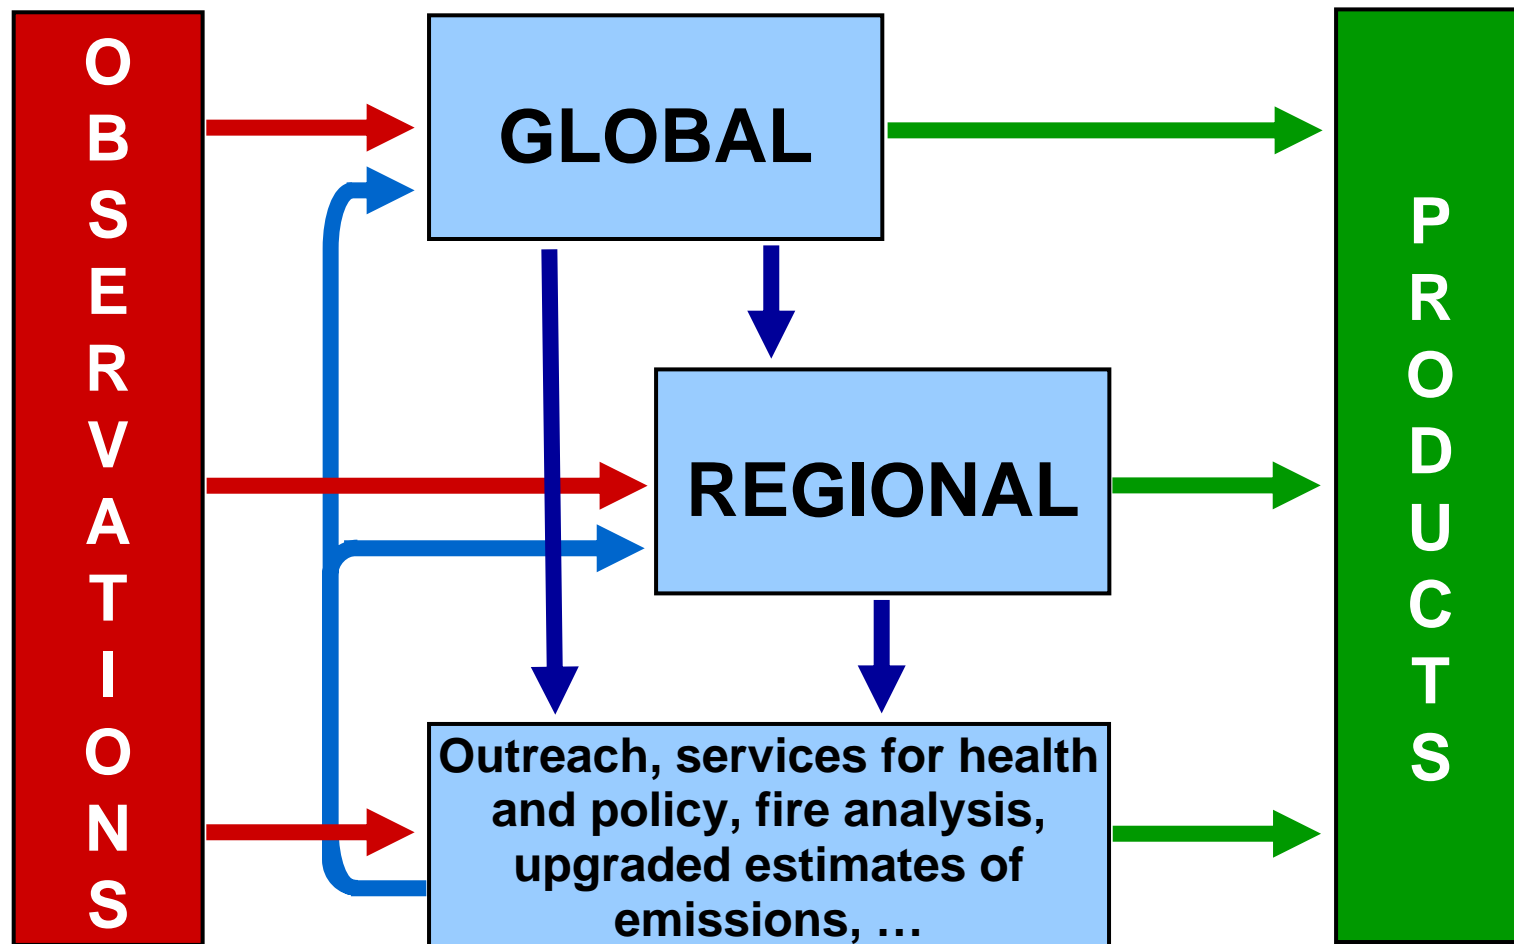 OBSERVATIONS
GLOBAL
REGIONAL
Outreach, services for health
and policy, fire analysis,
upgraded estimates of
emissions, …
PRODUCTS